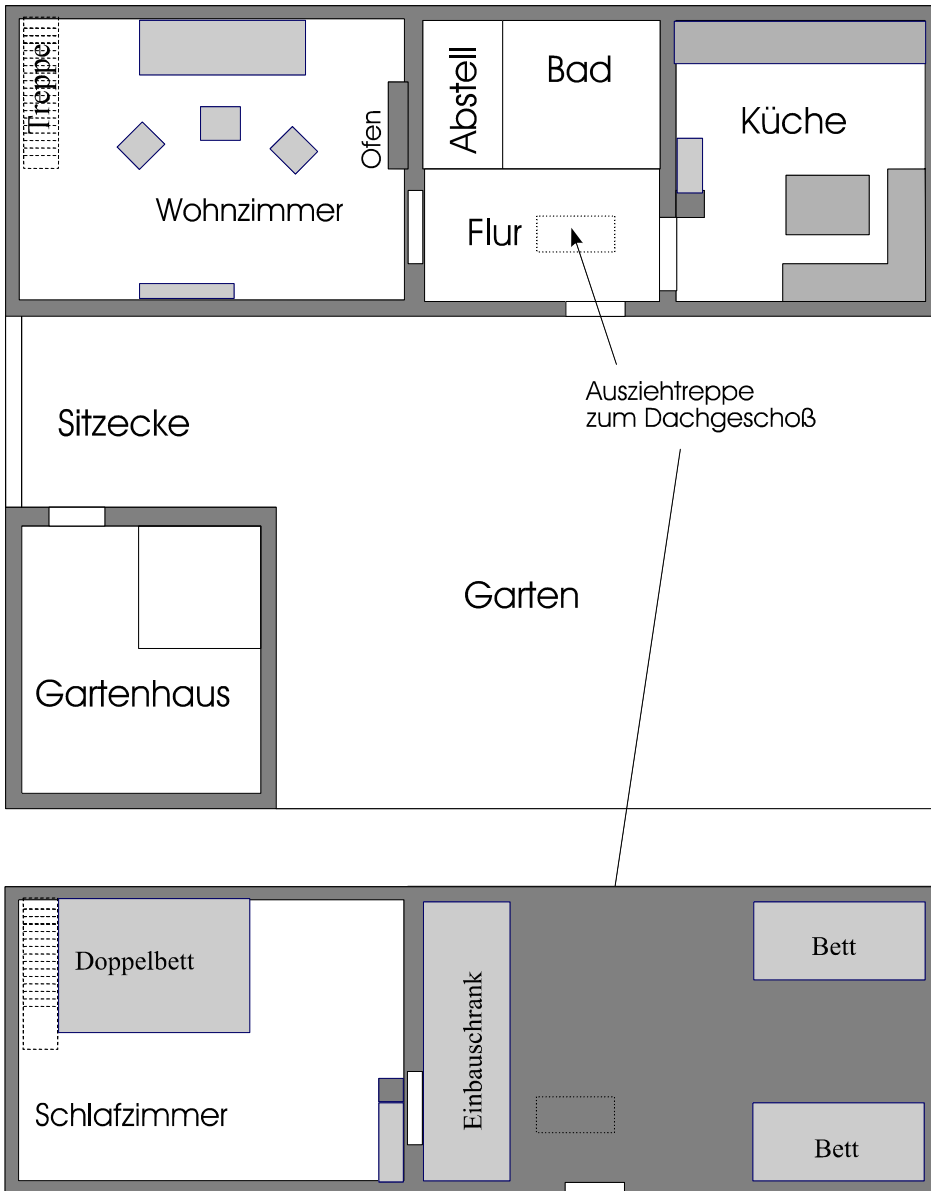 Treppe
Abstell
Bad
Küche
Ofen
Wohnzimmer
Flur
Ausziehtreppe
zum Dachgeschoß
Sitzecke
Garten
Gartenhaus
Doppelbett
Einbauschrank
Bett
Schlafzimmer
Bett